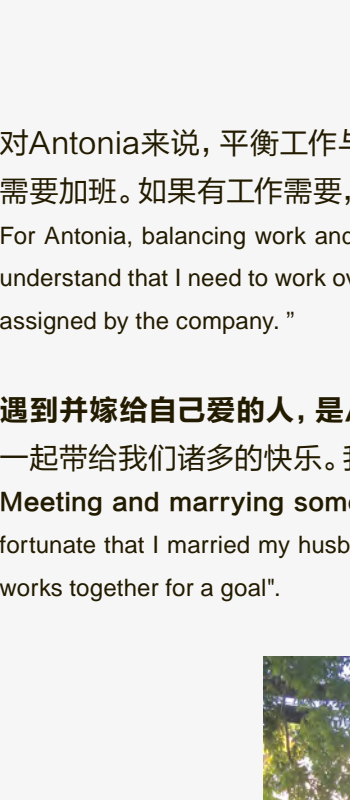 对Antonia来说，平衡工作与
需要加班。如果有工作需要，
For Antonia, balancing work and
understand that I need to work ov
assigned by the company. ”
遇到并嫁给自己爱的人，是
一起带给我们诸多的快乐。我
Meeting and marrying some
fortunate that I married my husb
works together for a goal".